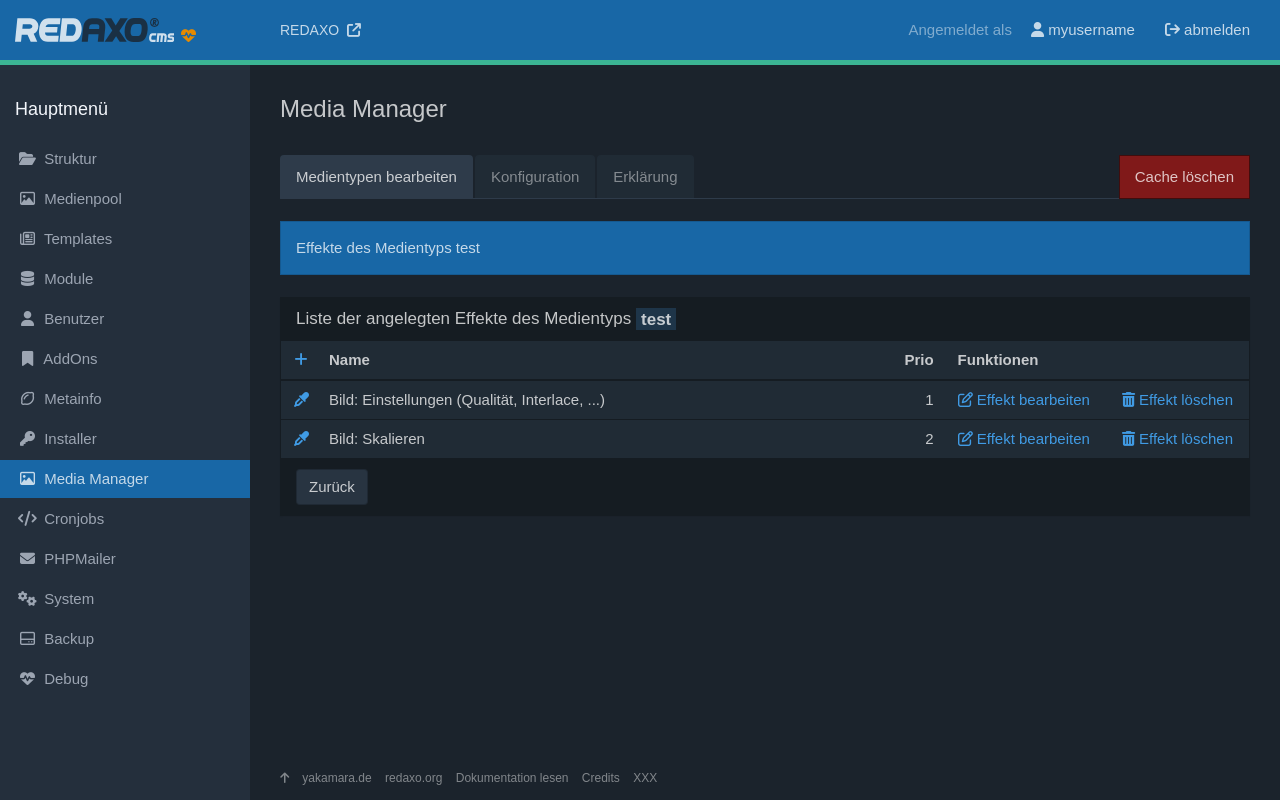 REDAXO® cms
REDAXO
Angemeldet als myusername abmelden
Hauptmenü
Struktur
Medienpool
Templates
Module
Benutzer
AddOns
Metainfo
Installer
Media Manager
Cronjobs
PHPMailer
System
Backup
Debug
Media Manager
Medientypen bearbeiten Konfiguration Erklärung Cache löschen
Effekte des Medientyps test
Liste der angelegten Effekte des Medientyps test
Name Prio Funktionen
Bild: Einstellungen (Qualität, Interlace, ...) 1 Effekt bearbeiten Effekt löschen
Bild: Skalieren 2 Effekt bearbeiten Effekt löschen
Zurück
yakamara.de redaxo.org Dokumentation lesen Credits XXX